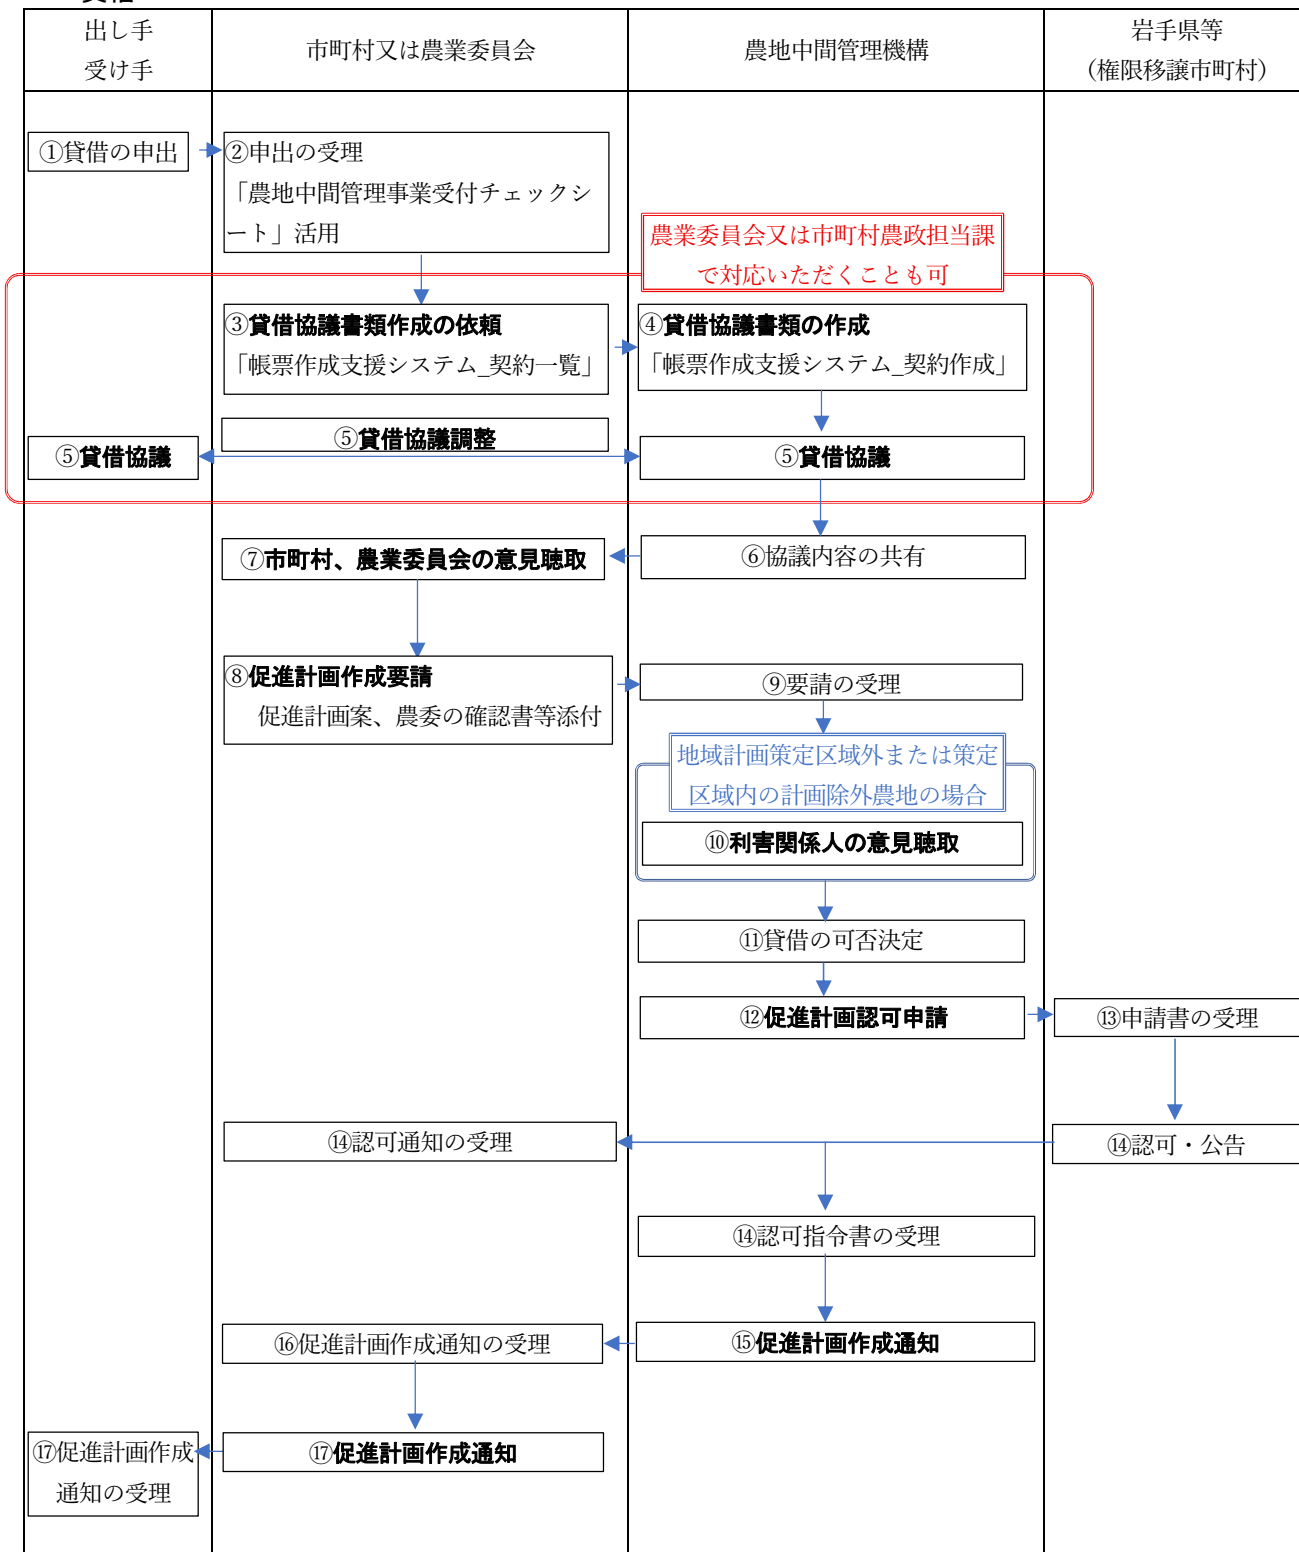 出し手
受け手
市町村又は農業委員会
農地中間管理機構
岩手県等
（権限移譲市町村）
①貸借の申出
②申出の受理
「農地中間管理事業受付チェックシ
ート」活用
農業委員会又は市町村農政担当課
で対応いただくことも可
③貸借協議書類作成の依頼
「帳票作成支援システム_契約一覧」
④貸借協議書類の作成
「帳票作成支援システム_契約作成」
⑤貸借協議
⑤貸借協議調整
⑤貸借協議
⑥協議内容の共有
⑦市町村、農業委員会の意見聴取
⑧促進計画作成要請
促進計画案、農委の確認書等添付
⑨要請の受理
地域計画策定区域外または策定
区域内の計画除外農地の場合
⑩利害関係人の意見聴取
⑪貸借の可否決定
⑫促進計画認可申請
⑬申請書の受理
⑭認可通知の受理
⑭認可・公告
⑭認可指令書の受理
⑮促進計画作成通知
⑯促進計画作成通知の受理
⑰促進計画作成通知
⑰促進計画作成
通知の受理